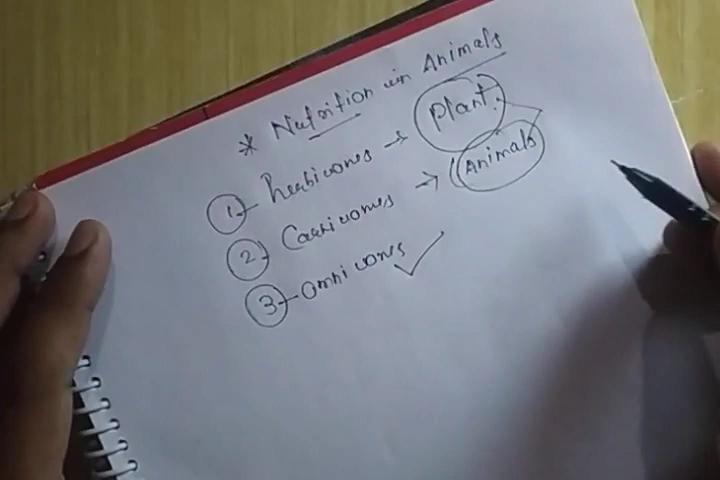 * Nutrition in Animals
1 - herbivores → Plant.
2 Carnivores → (Animals
3 - Omnivores ✓